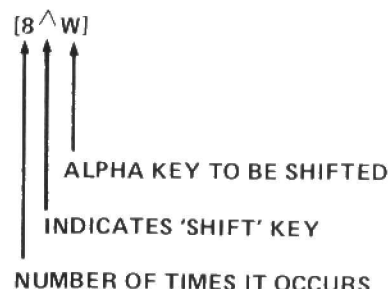 [8^W]
ALPHA KEY TO BE SHIFTED
INDICATES 'SHIFT' KEY
NUMBER OF TIMES IT OCCURS